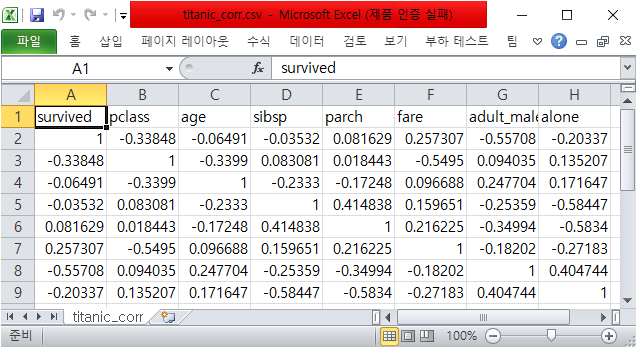 titanic_corr.csv - Microsoft Excel (제품 인증 실패)
파일 홈 삽입 페이지 레이아웃 수식 데이터 검토 보기 부하 테스트 팀
A1 fx survived
A B C D E F G H
1 survived pclass age sibsp parch fare adult_male alone
2 1 -0.33848 -0.06491 -0.03532 0.081629 0.257307 -0.55708 -0.20337
3 -0.33848 1 -0.3399 0.083081 0.018443 -0.5495 0.094035 0.135207
4 -0.06491 -0.3399 1 -0.2333 -0.17248 0.096688 0.247704 0.171647
5 -0.03532 0.083081 -0.2333 1 0.414838 0.159651 -0.25359 -0.58447
6 0.081629 0.018443 -0.17248 0.414838 1 0.216225 -0.34994 -0.5834
7 0.257307 -0.5495 0.096688 0.159651 0.216225 1 -0.18202 -0.27183
8 -0.55708 0.094035 0.247704 -0.25359 -0.34994 -0.18202 1 0.404744
9 -0.20337 0.135207 0.171647 -0.58447 -0.5834 -0.27183 0.404744 1
titanic_corr
준비 100%